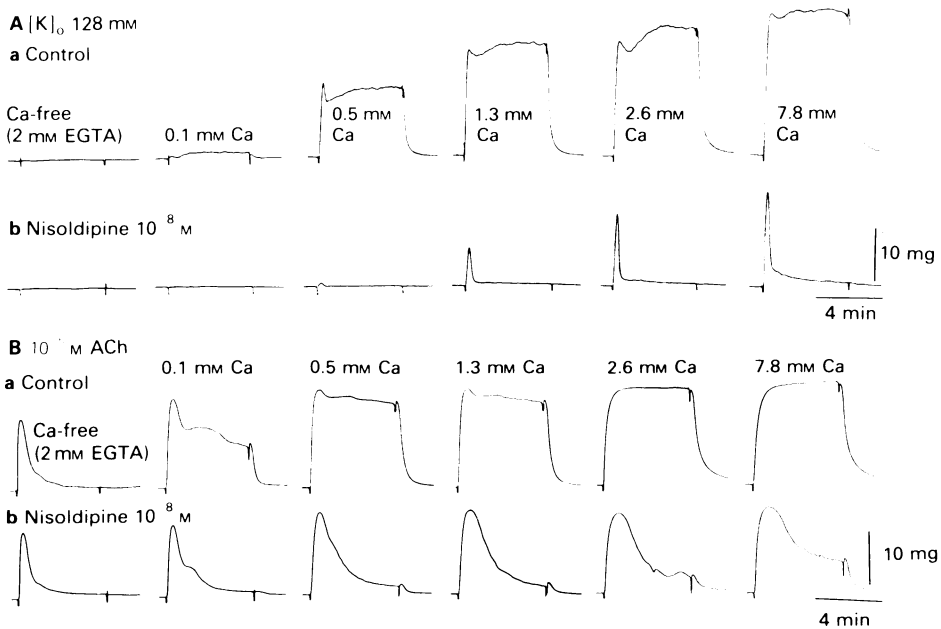 A [K]o 128 mM
a Control
Ca-free
(2 mM EGTA)
0.1 mM Ca
0.5 mM
Ca
1.3 mM
Ca
2.6 mM
Ca
7.8 mM
Ca
b Nisoldipine 10 8 M
10 mg
4 min
B 10 M ACh
a Control
0.1 mM Ca
0.5 mM Ca
1.3 mM Ca
2.6 mM Ca
7.8 mM Ca
Ca-free
(2 mM EGTA)
b Nisoldipine 10 8 M
10 mg
4 min